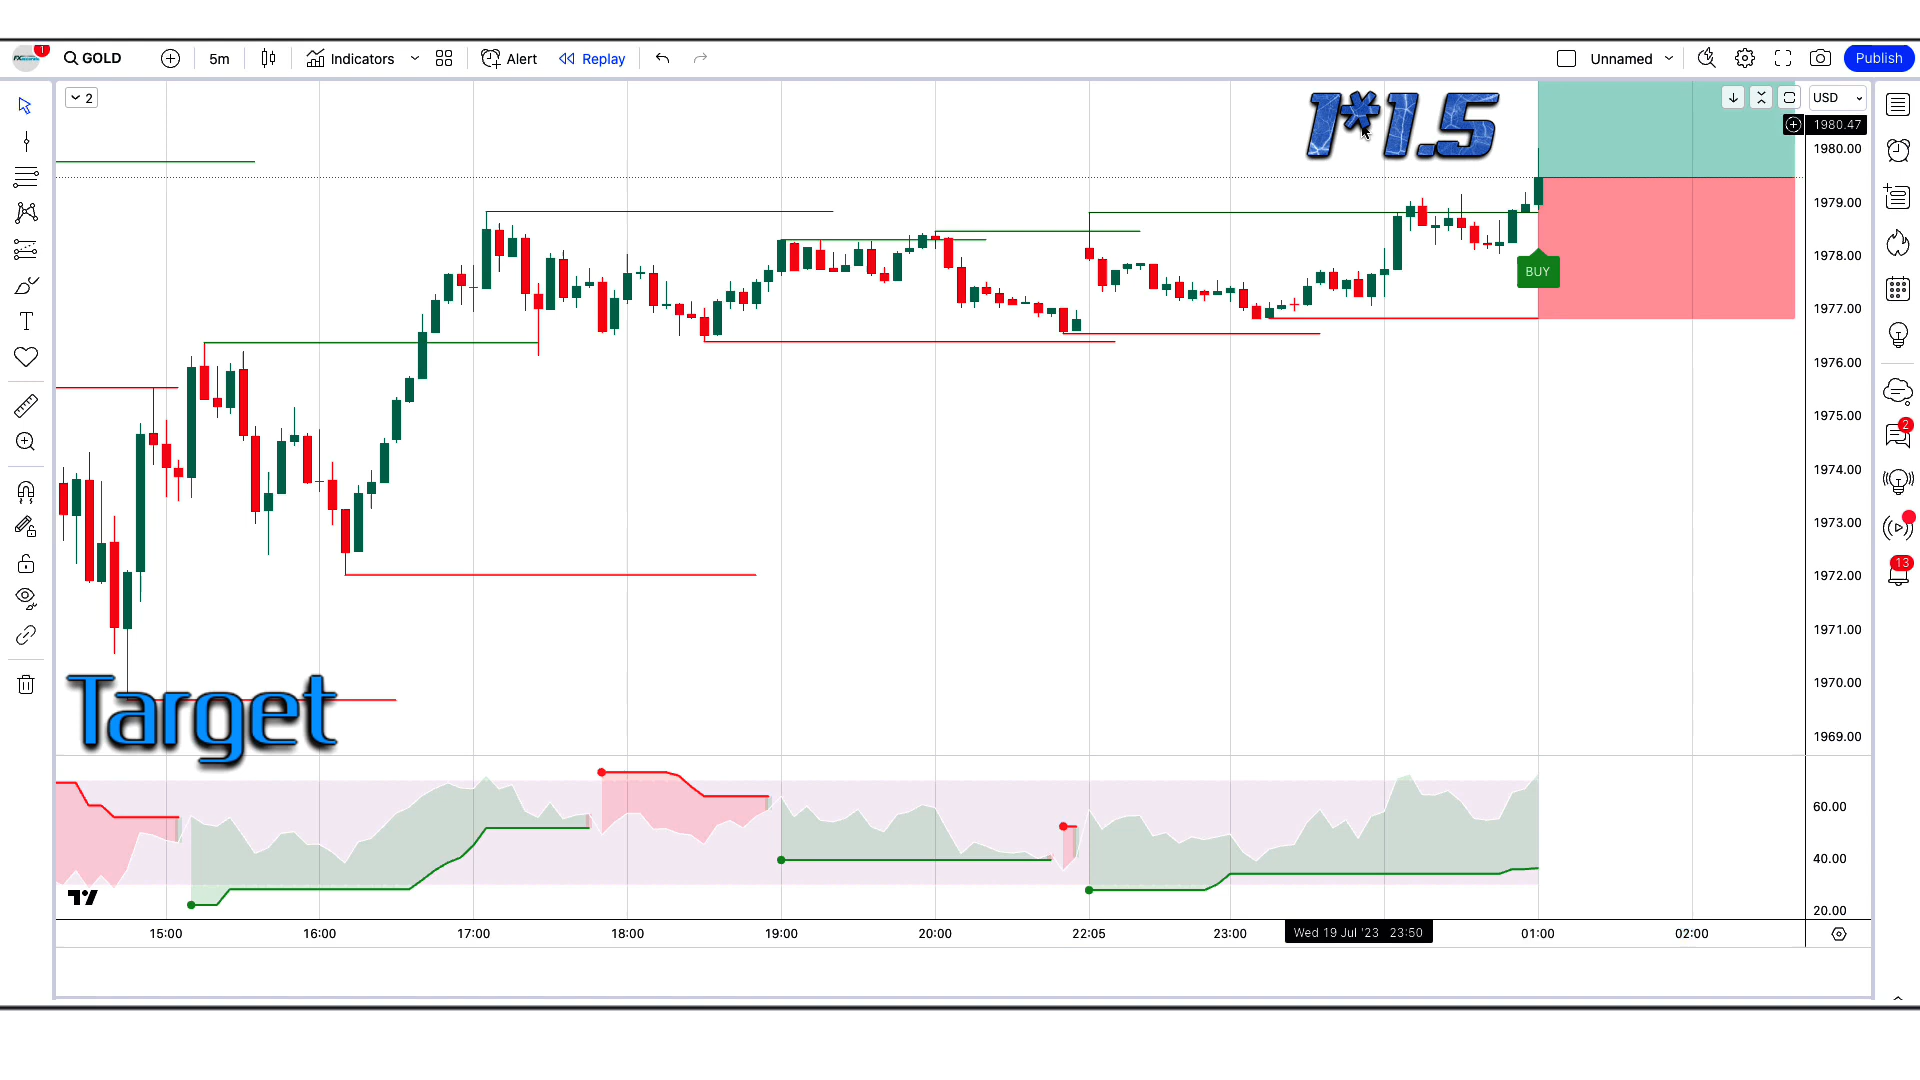 1
GOLD
5m
Indicators
Alert
Replay
Unnamed
Publish
2
1*1.5
USD
1980.47
1980.00
1979.00
1978.00
BUY
1977.00
1976.00
1975.00
1974.00
1973.00
1972.00
1971.00
1970.00
1969.00
2
13
Target
60.00
40.00
20.00
15:00 16:00 17:00 18:00 19:00 20:00 22:05 23:00 Wed 19 Jul '23 23:50 01:00 02:00